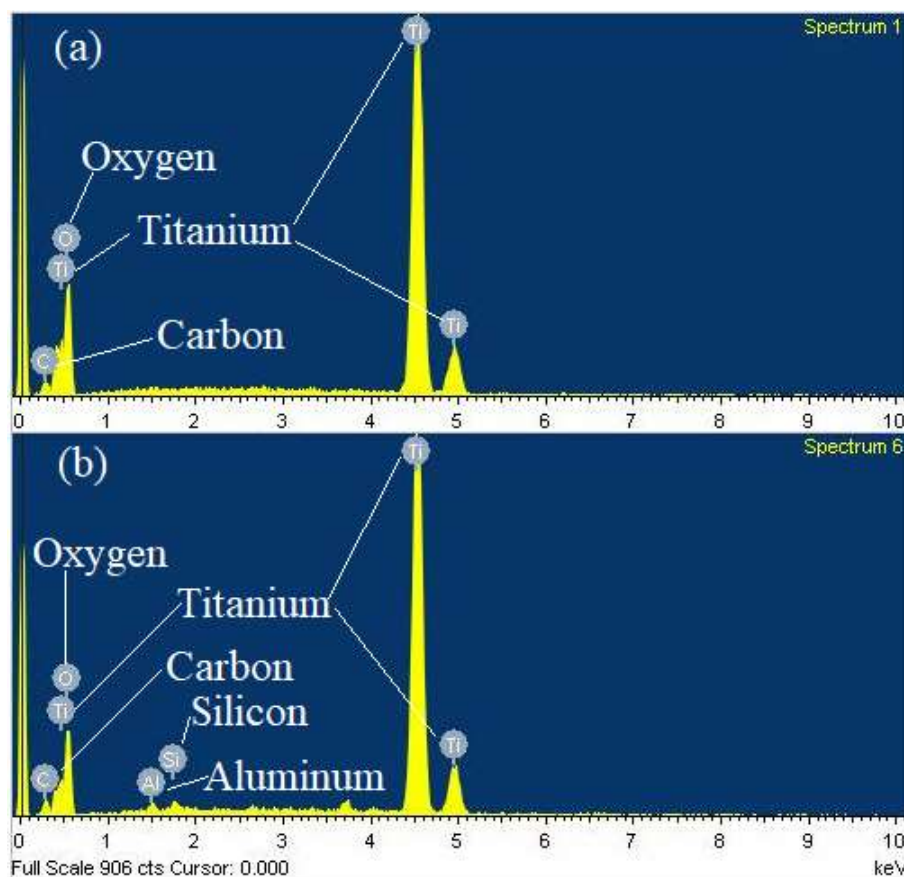 (a)
Spectrum 1
Ti
Oxygen
O
Titanium
Ti
Carbon
Ti
C
0 1 2 3 4 5 6 7 8 9 10
(b)
Spectrum 6
Ti
Oxygen
Titanium
O
Carbon
Ti
Silicon
Ti
Si
C
Al
Aluminum
0 1 2 3 4 5 6 7 8 9 10
Full Scale 906 cts Cursor: 0.000
keV